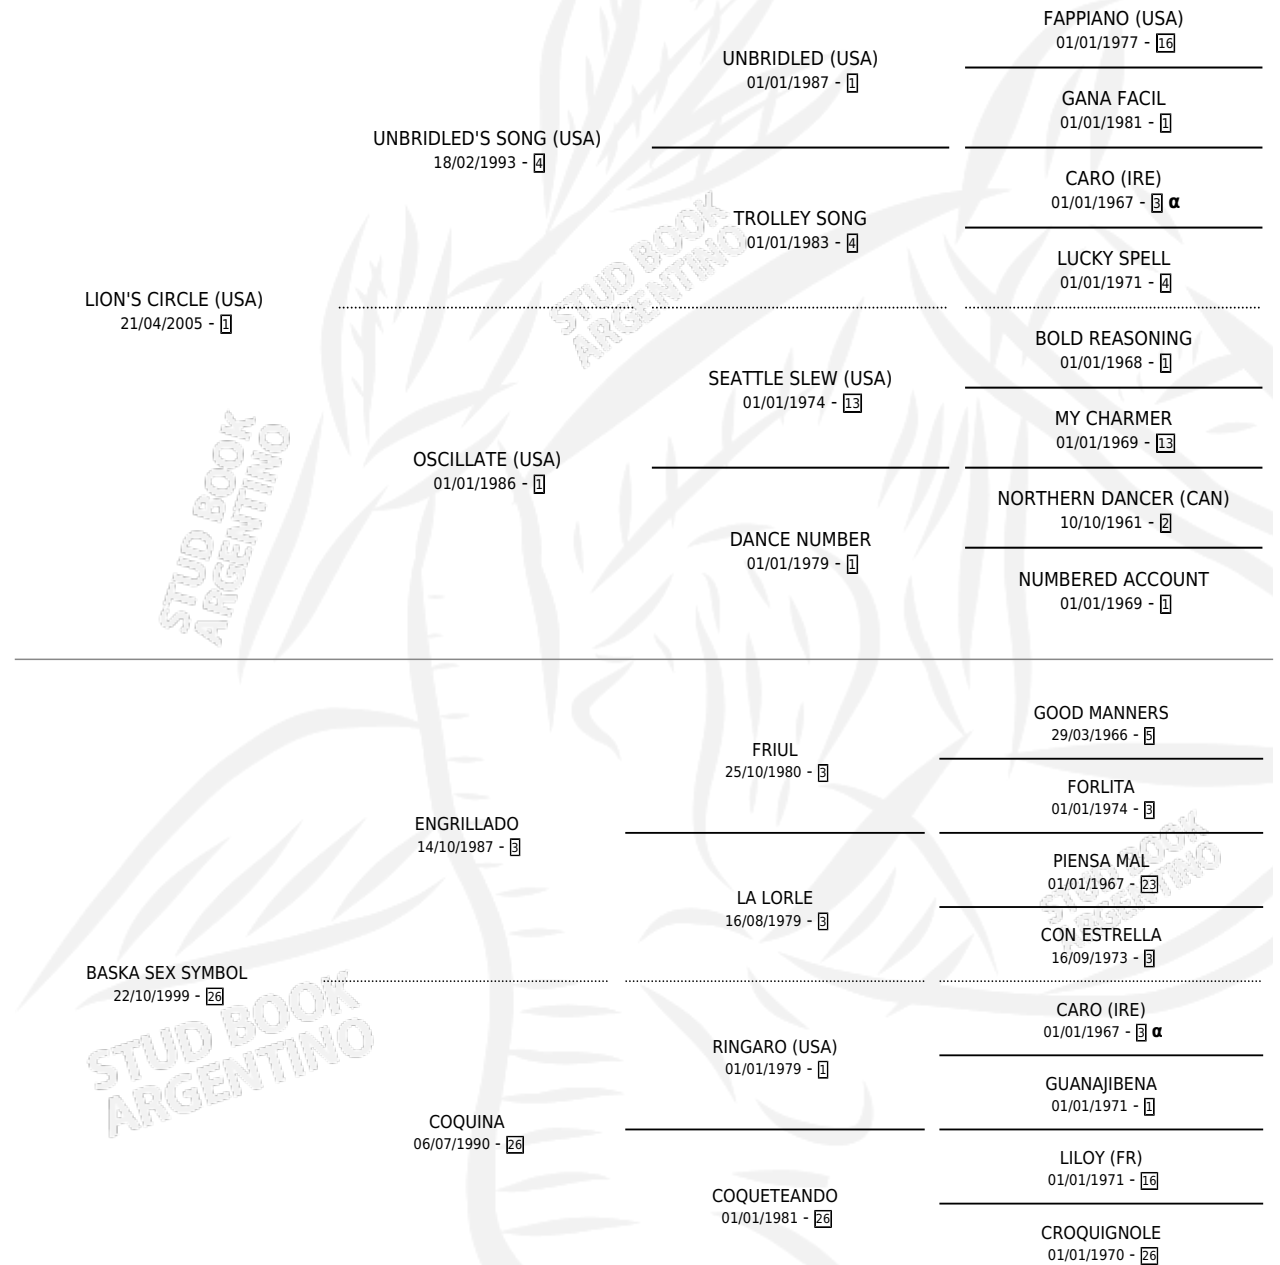 FAPPIANO (USA)
01/01/1977 - 16
UNBRIDLED (USA)
01/01/1987 - 1
GANA FACIL
01/01/1981 - 1
UNBRIDLED'S SONG (USA)
18/02/1993 - 4
CARO (IRE)
01/01/1967 - 3 α
TROLLEY SONG
01/01/1983 - 4
LUCKY SPELL
01/01/1971 - 4
LION'S CIRCLE (USA)
21/04/2005 - 1
STUD BOOK
ARGENTINO
BOLD REASONING
01/01/1968 - 1
SEATTLE SLEW (USA)
01/01/1974 - 13
MY CHARMER
01/01/1969 - 13
OSCILLATE (USA)
01/01/1986 - 1
STUD BOOK
ARGENTINO
NORTHERN DANCER (CAN)
10/10/1961 - 2
DANCE NUMBER
01/01/1979 - 1
NUMBERED ACCOUNT
01/01/1969 - 1
GOOD MANNERS
29/03/1966 - 5
FRIUL
25/10/1980 - 3
FORLITA
01/01/1974 - 3
ENGRILLADO
14/10/1987 - 3
PIENSA MAL
01/01/1967 - 23
STUD BOOK
ARGENTINO
LA LORLE
16/08/1979 - 3
CON ESTRELLA
16/09/1973 - 3
BASKA SEX SYMBOL
22/10/1999 - 26
STUD BOOK
ARGENTINO
CARO (IRE)
01/01/1967 - 3 α
RINGARO (USA)
01/01/1979 - 1
GUANAJIBENA
01/01/1971 - 1
COQUINA
06/07/1990 - 26
LILOY (FR)
01/01/1971 - 16
COQUETEANDO
01/01/1981 - 26
CROQUIGNOLE
01/01/1970 - 26